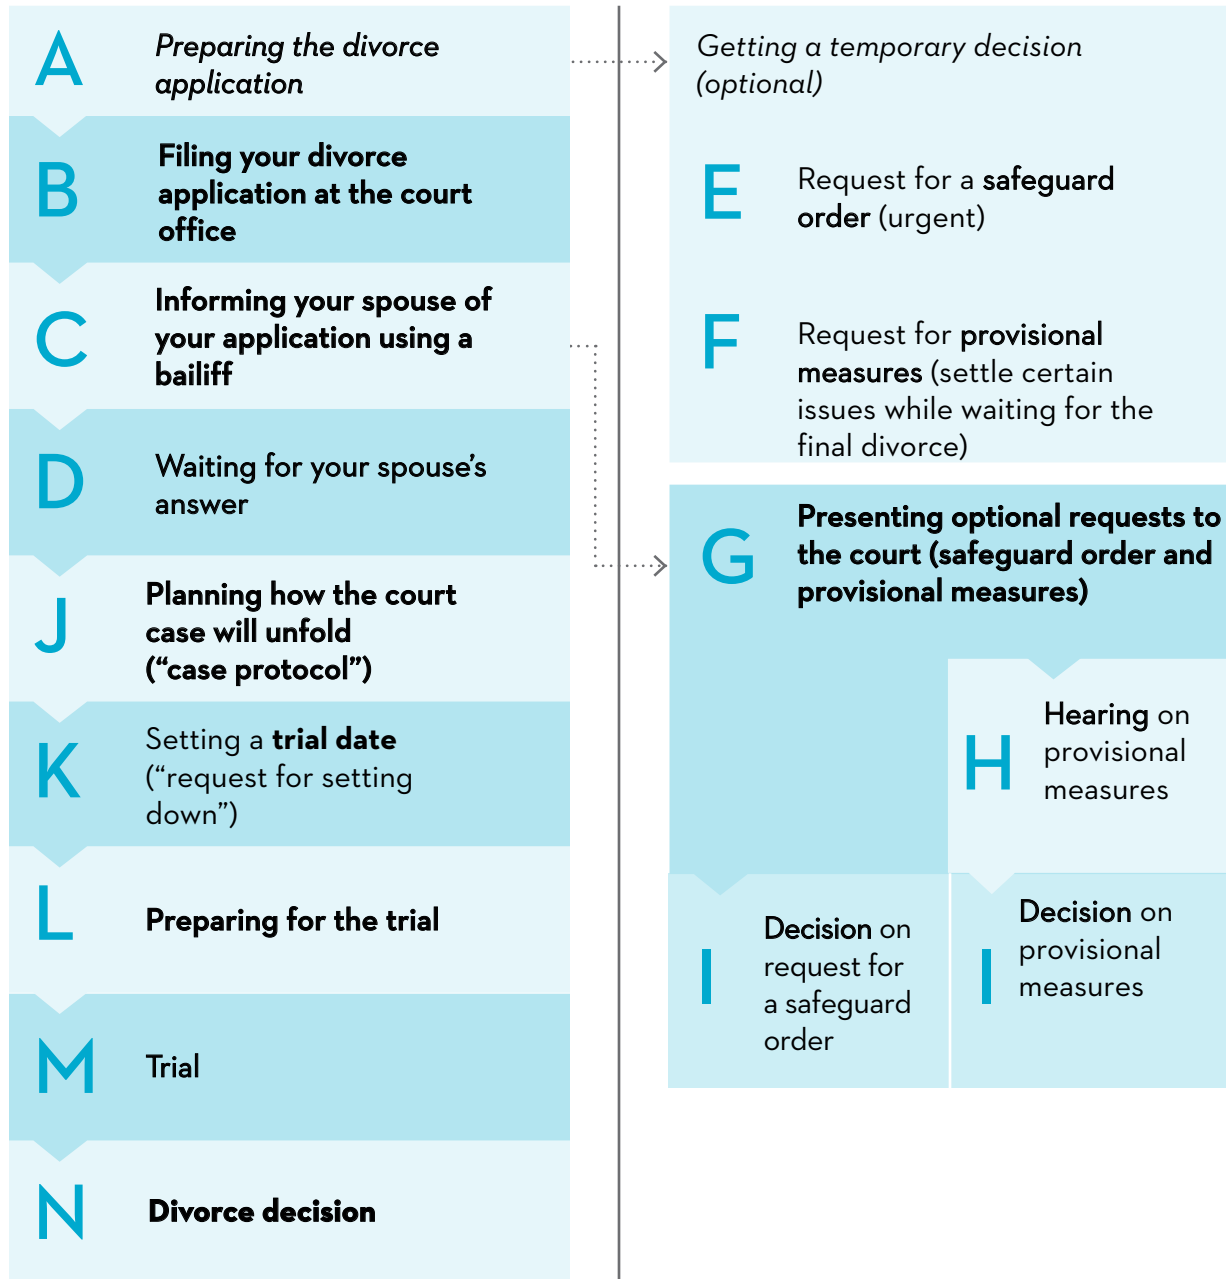 A
Preparing the divorce
application
B
Filing your divorce
application at the court
office
C
Informing your spouse of
your application using a
bailiff
D
Waiting for your spouse’s
answer
J
Planning how the court
case will unfold
(“case protocol”)
K
Setting a trial date
(“request for setting
down”)
L
Preparing for the trial
M
Trial
N
Divorce decision
Getting a temporary decision
(optional)
E
Request for a safeguard
order (urgent)
F
Request for provisional
measures (settle certain
issues while waiting for the
final divorce)
G
Presenting optional requests to
the court (safeguard order and
provisional measures)
H
Hearing on
provisional
measures
I
Decision on
request for
a safeguard
order
I
Decision on
provisional
measures